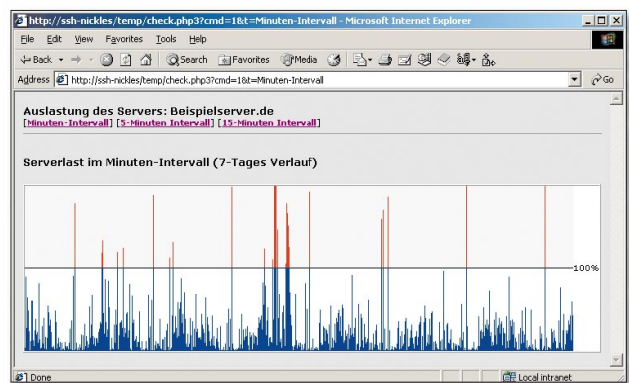 http://ssh-nickles/temp/check.php3?cmd=1&t=Minuten-Intervall - Microsoft Internet Explorer
File Edit View Favorites Tools Help
Back Search Favorites Media
Address http://ssh-nickles/temp/check.php3?cmd=1&t=Minuten-Intervall Go
Auslastung des Servers: Beispielserver.de
[Minuten-Intervall] [5-Minuten Intervall] [15-Minuten Intervall]
Serverlast im Minuten-Intervall (7-Tages Verlauf)
100%
Done Local intranet